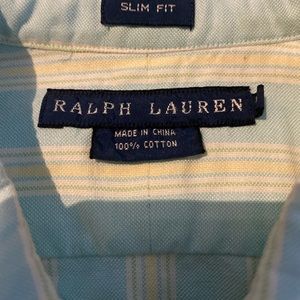 SLIM FIT
RALPH LAUREN
MADE IN CHINA
100% COTTON